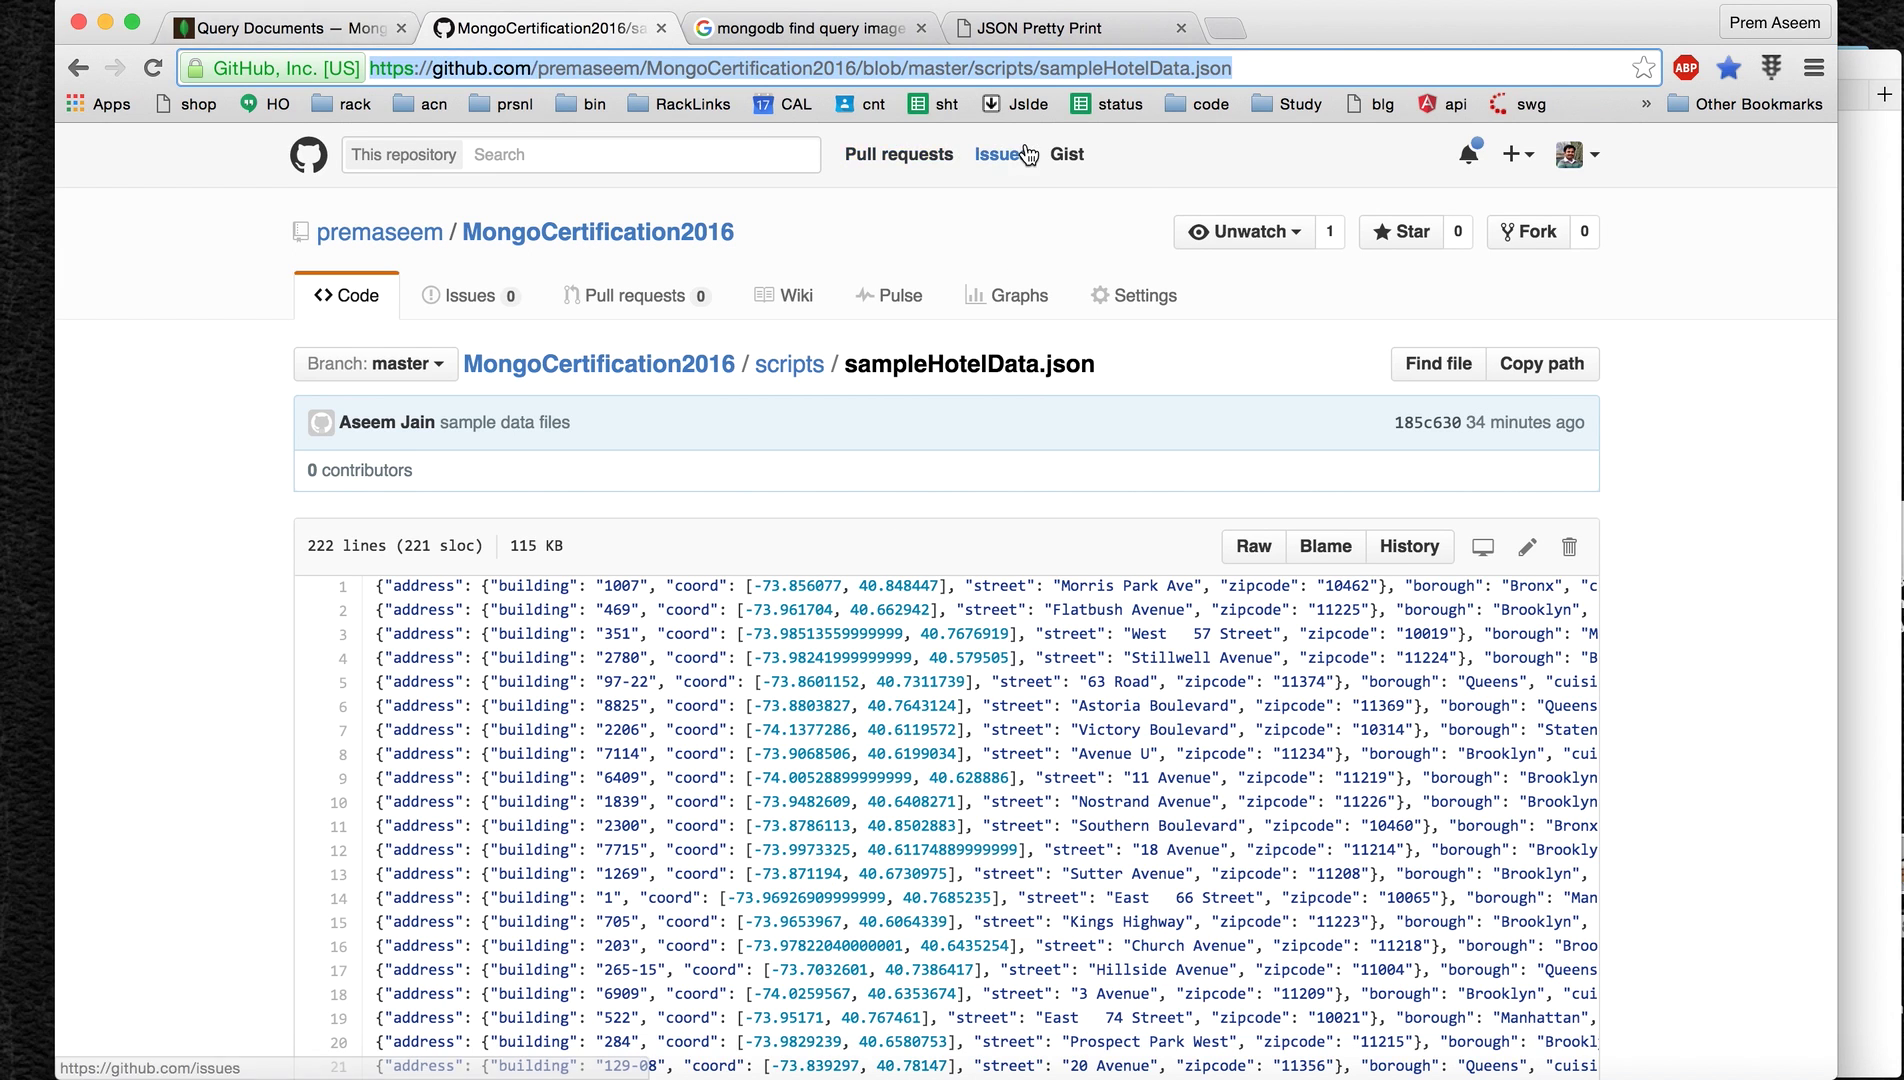 Query Documents — Mong
MongoCertification2016/sa
mongodb find query image
JSON Pretty Print
Prem Aseem
GitHub, Inc. [US] https://github.com/premaseem/MongoCertification2016/blob/master/scripts/sampleHotelData.json
ABP
Apps shop HO rack acn prsnl bin RackLinks 17 CAL cnt sht Jslde status code Study blg api swg » Other Bookmarks
This repository Search Pull requests Issue Gist
premaseem / MongoCertification2016
Unwatch 1 Star 0 Fork 0
Code Issues 0 Pull requests 0 Wiki Pulse Graphs Settings
Branch: master MongoCertification2016 / scripts / sampleHotelData.json Find file Copy path
Aseem Jain sample data files 185c630 34 minutes ago
0 contributors
222 lines (221 sloc) 115 KB Raw Blame History
1 {"address": {"building": "1007", "coord": [-73.856077, 40.848447], "street": "Morris Park Ave", "zipcode": "10462"}, "borough": "Bronx", "c
2 {"address": {"building": "469", "coord": [-73.961704, 40.662942], "street": "Flatbush Avenue", "zipcode": "11225"}, "borough": "Brooklyn",
3 {"address": {"building": "351", "coord": [-73.98513559999999, 40.7676919], "street": "West   57 Street", "zipcode": "10019"}, "borough": "M
4 {"address": {"building": "2780", "coord": [-73.98241999999999, 40.579505], "street": "Stillwell Avenue", "zipcode": "11224"}, "borough": "B
5 {"address": {"building": "97-22", "coord": [-73.8601152, 40.7311739], "street": "63 Road", "zipcode": "11374"}, "borough": "Queens", "cuisi
6 {"address": {"building": "8825", "coord": [-73.8803827, 40.7643124], "street": "Astoria Boulevard", "zipcode": "11369"}, "borough": "Queens
7 {"address": {"building": "2206", "coord": [-74.1377286, 40.6119572], "street": "Victory Boulevard", "zipcode": "10314"}, "borough": "Staten
8 {"address": {"building": "7114", "coord": [-73.9068506, 40.6199034], "street": "Avenue U", "zipcode": "11234"}, "borough": "Brooklyn", "cui
9 {"address": {"building": "6409", "coord": [-74.00528899999999, 40.628886], "street": "11 Avenue", "zipcode": "11219"}, "borough": "Brooklyn
10 {"address": {"building": "1839", "coord": [-73.9482609, 40.6408271], "street": "Nostrand Avenue", "zipcode": "11226"}, "borough": "Brooklyn
11 {"address": {"building": "2300", "coord": [-73.8786113, 40.8502883], "street": "Southern Boulevard", "zipcode": "10460"}, "borough": "Bronx
12 {"address": {"building": "7715", "coord": [-73.9973325, 40.61174889999999], "street": "18 Avenue", "zipcode": "11214"}, "borough": "Brookly
13 {"address": {"building": "1269", "coord": [-73.871194, 40.6730975], "street": "Sutter Avenue", "zipcode": "11208"}, "borough": "Brooklyn",
14 {"address": {"building": "1", "coord": [-73.96926909999999, 40.7685235], "street": "East   66 Street", "zipcode": "10065"}, "borough": "Man
15 {"address": {"building": "705", "coord": [-73.9653967, 40.6064339], "street": "Kings Highway", "zipcode": "11223"}, "borough": "Brooklyn",
16 {"address": {"building": "203", "coord": [-73.97822040000001, 40.6435254], "street": "Church Avenue", "zipcode": "11218"}, "borough": "Broo
17 {"address": {"building": "265-15", "coord": [-73.7032601, 40.7386417], "street": "Hillside Avenue", "zipcode": "11004"}, "borough": "Queens
18 {"address": {"building": "6909", "coord": [-74.0259567, 40.6353674], "street": "3 Avenue", "zipcode": "11209"}, "borough": "Brooklyn", "cui
19 {"address": {"building": "522", "coord": [-73.95171, 40.767461], "street": "East   74 Street", "zipcode": "10021"}, "borough": "Manhattan",
20 {"address": {"building": "284", "coord": [-73.9829239, 40.6580753], "street": "Prospect Park West", "zipcode": "11215"}, "borough": "Brookl
21 {"address": {"building": "129-08", "coord": [-73.839297, 40.78147], "street": "20 Avenue", "zipcode": "11356"}, "borough": "Queens", "cuisi
https://github.com/issues